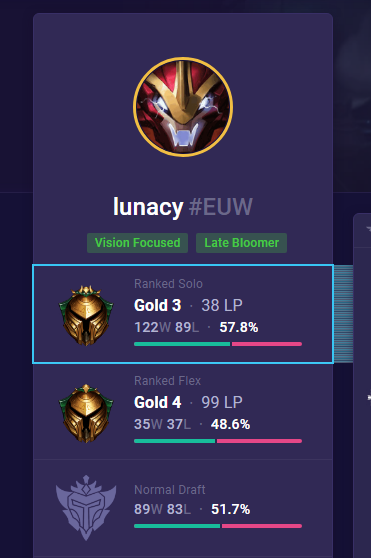 lunacy #EUW
Vision Focused Late Bloomer
Ranked Solo
Gold 3 · 38 LP
122W 89L · 57.8%
Ranked Flex
Gold 4 · 99 LP
35W 37L · 48.6%
Normal Draft
89W 83L · 51.7%